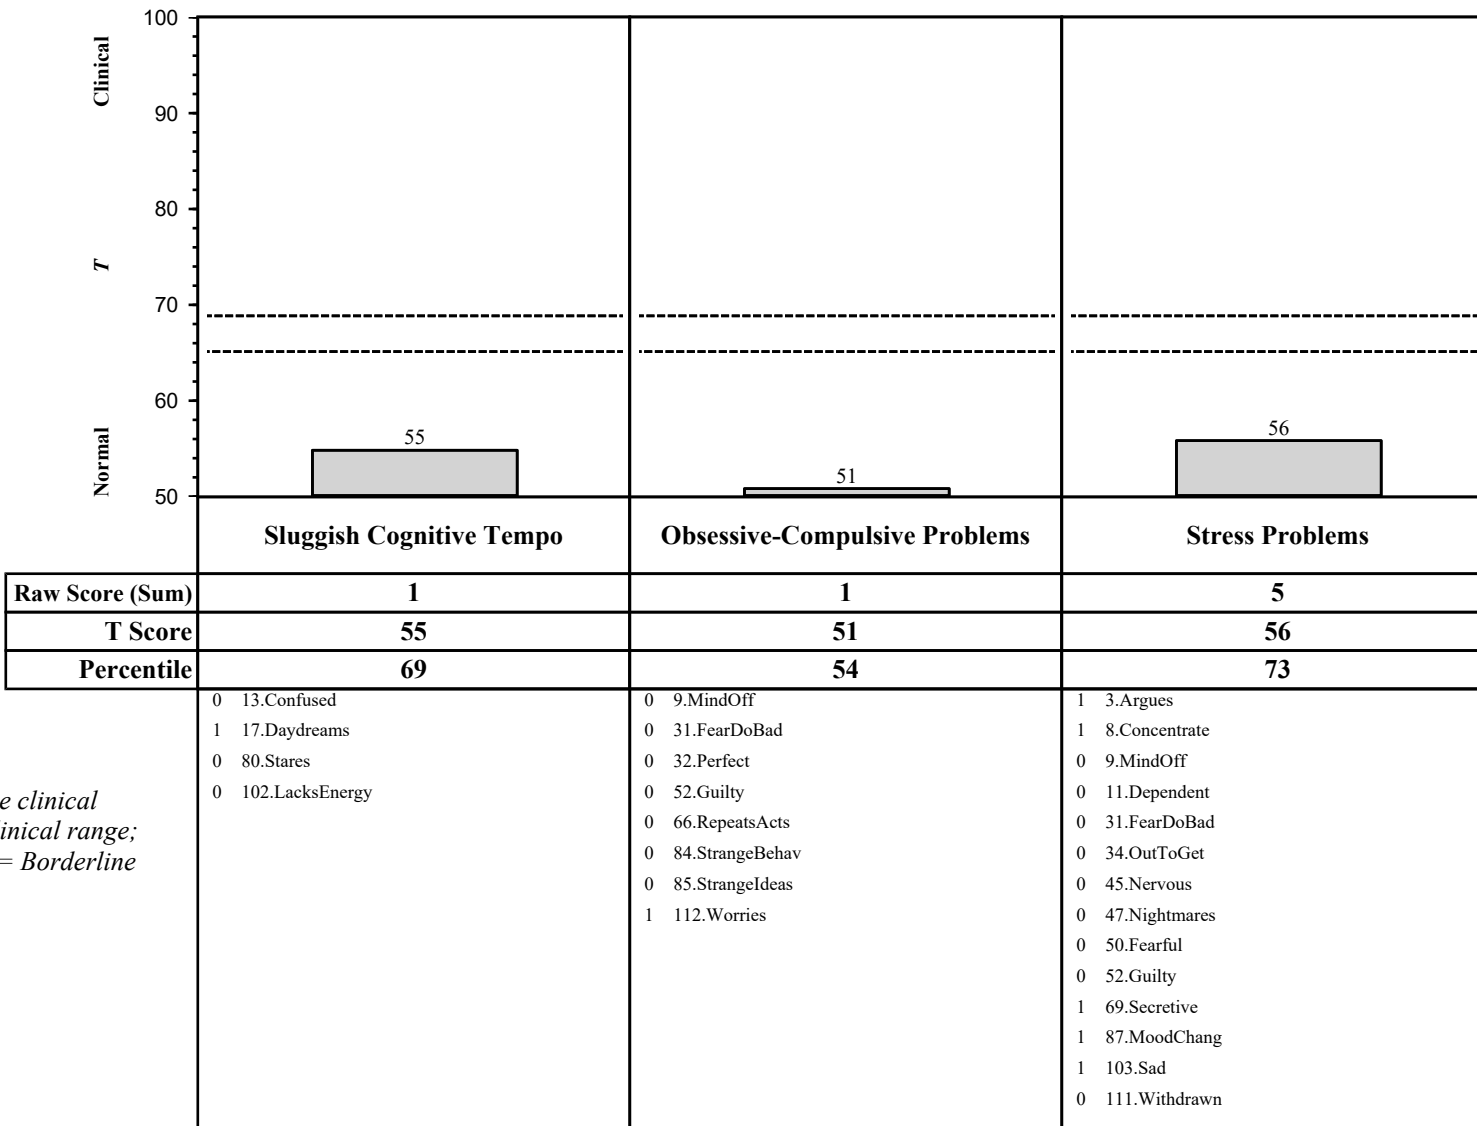 100
90
80
70
60
50
Clinical
T
Normal
55
51
56
Sluggish Cognitive Tempo
Obsessive-Compulsive Problems
Stress Problems
Raw Score (Sum) 1 1 5
T Score 55 51 56
Percentile 69 54 73
0 13.Confused
1 17.Daydreams
0 80.Stares
0 102.LacksEnergy
0 9.MindOff
0 31.FearDoBad
0 32.Perfect
0 52.Guilty
0 66.RepeatsActs
0 84.StrangeBehav
0 85.StrangeIdeas
1 112.Worries
1 3.Argues
1 8.Concentrate
0 9.MindOff
0 11.Dependent
0 31.FearDoBad
0 34.OutToGet
0 45.Nervous
0 47.Nightmares
0 50.Fearful
0 52.Guilty
1 69.Secretive
1 87.MoodChang
1 103.Sad
0 111.Withdrawn
e clinical
linical range;
= Borderline